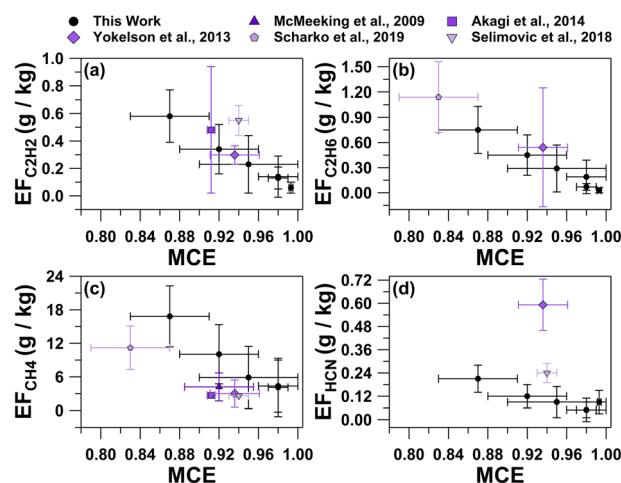 This Work McMeeking et al., 2009 Akagi et al., 2014
Yokelson et al., 2013 Scharko et al., 2019 Selimovic et al., 2018
(a) (b)
EF_C2H2 (g / kg)
0.8
0.6
0.4
0.2
0.0
0.80 0.84 0.88 0.92 0.96 1.00
MCE
EF_C2H6 (g / kg)
1.50
1.20
0.90
0.60
0.30
0.00
0.80 0.84 0.88 0.92 0.96 1.00
MCE
(c) (d)
EF_CH4 (g / kg)
24
18
12
6
0
0.80 0.84 0.88 0.92 0.96 1.00
MCE
EF_HCN (g / kg)
0.72
0.60
0.48
0.36
0.24
0.12
0.00
0.80 0.84 0.88 0.92 0.96 1.00
MCE